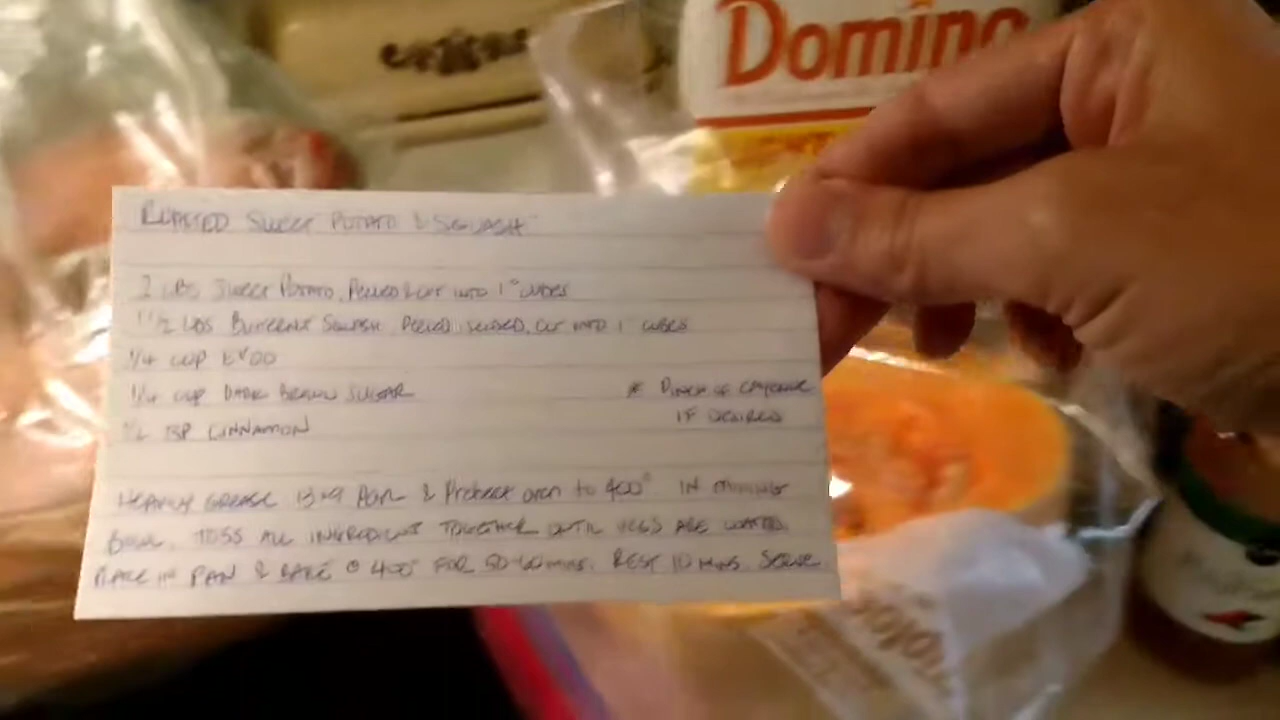 Domino
ROASTED SWEET POTATO & SQUASH
2 LBS SWEET POTATO, PEELED & CUT INTO 1" CUBES
1 1/2 LBS BUTTERNUT SQUASH PEELED, SEEDED, CUT INTO 1" CUBES
1/4 CUP EVOO
1/4 CUP DARK BROWN SUGAR
* PINCH OF CAYENNE
IF DESIRED
1/2 TSP CINNAMON
HEAVILY GREASE 13x9 PAN & PREHEAT OVEN TO 400° IN MIXING
BOWL, TOSS ALL INGREDIENT TOGETHER UNTIL VEGS ARE COATED.
PLACE IN PAN & BAKE @ 400° FOR 50-60 MINS. REST 10 MINS. SERVE